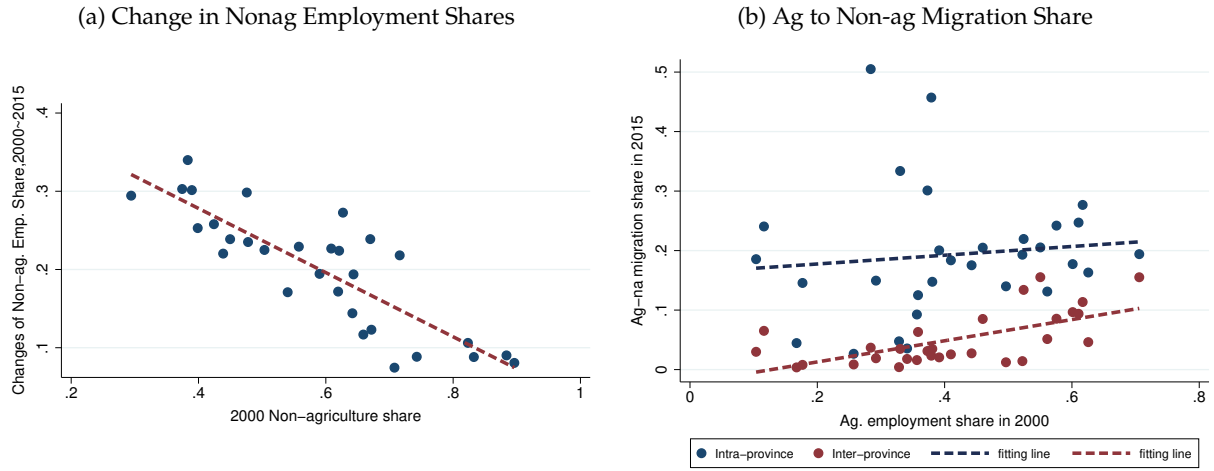 (a) Change in Nonag Employment Shares
Changes of Non−ag. Emp. Share,2000~2015
.4
.3
.2
.1
.2
.4
.6
.8
1
2000 Non−agriculture share
(b) Ag to Non-ag Migration Share
Ag−na migration share in 2015
.5
.4
.3
.2
.1
0
0
.2
.4
.6
.8
Ag. employment share in 2000
Intra−province
Inter−province
fitting line
fitting line